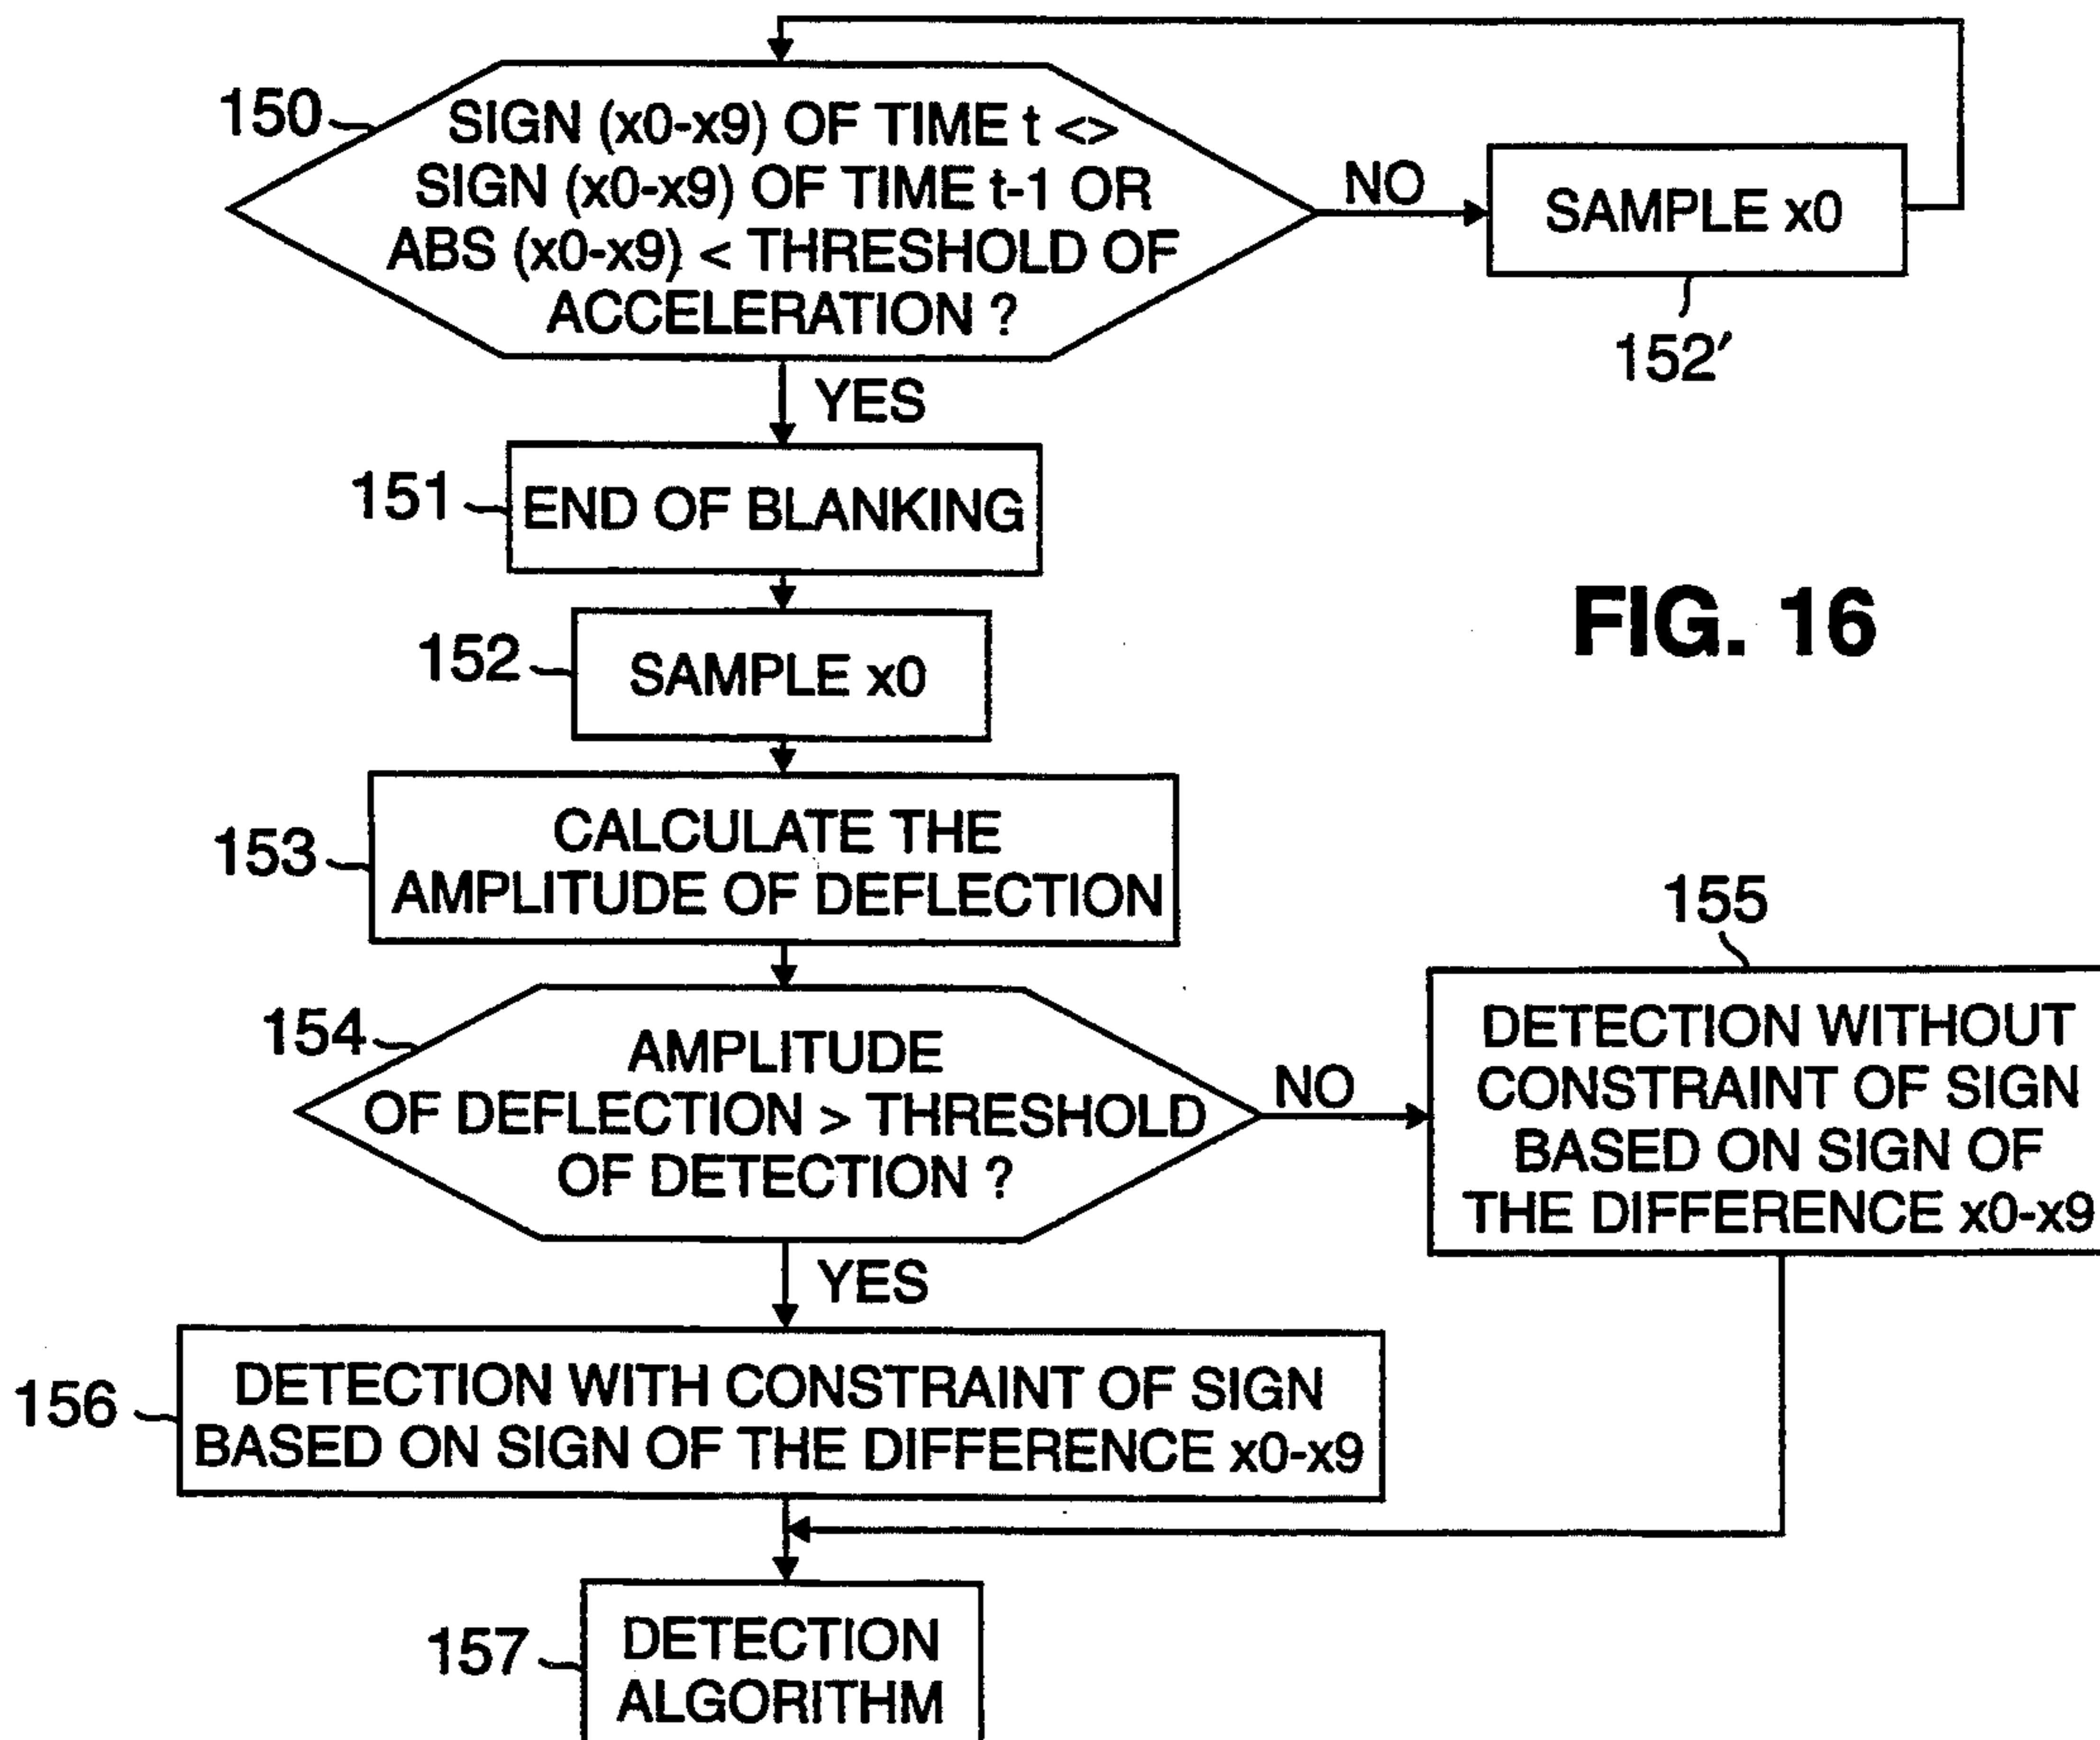 150
SIGN (x0-x9) OF TIME t <>
SIGN (x0-x9) OF TIME t-1 OR
ABS (x0-x9) < THRESHOLD OF
ACCELERATION ?
NO
SAMPLE x0
152′
YES
151
END OF BLANKING
152
SAMPLE x0
FIG. 16
153
CALCULATE THE
AMPLITUDE OF DEFLECTION
154
AMPLITUDE
OF DEFLECTION > THRESHOLD
OF DETECTION ?
NO
155
DETECTION WITHOUT
CONSTRAINT OF SIGN
BASED ON SIGN OF
THE DIFFERENCE x0-x9
YES
156
DETECTION WITH CONSTRAINT OF SIGN
BASED ON SIGN OF THE DIFFERENCE x0-x9
157
DETECTION
ALGORITHM